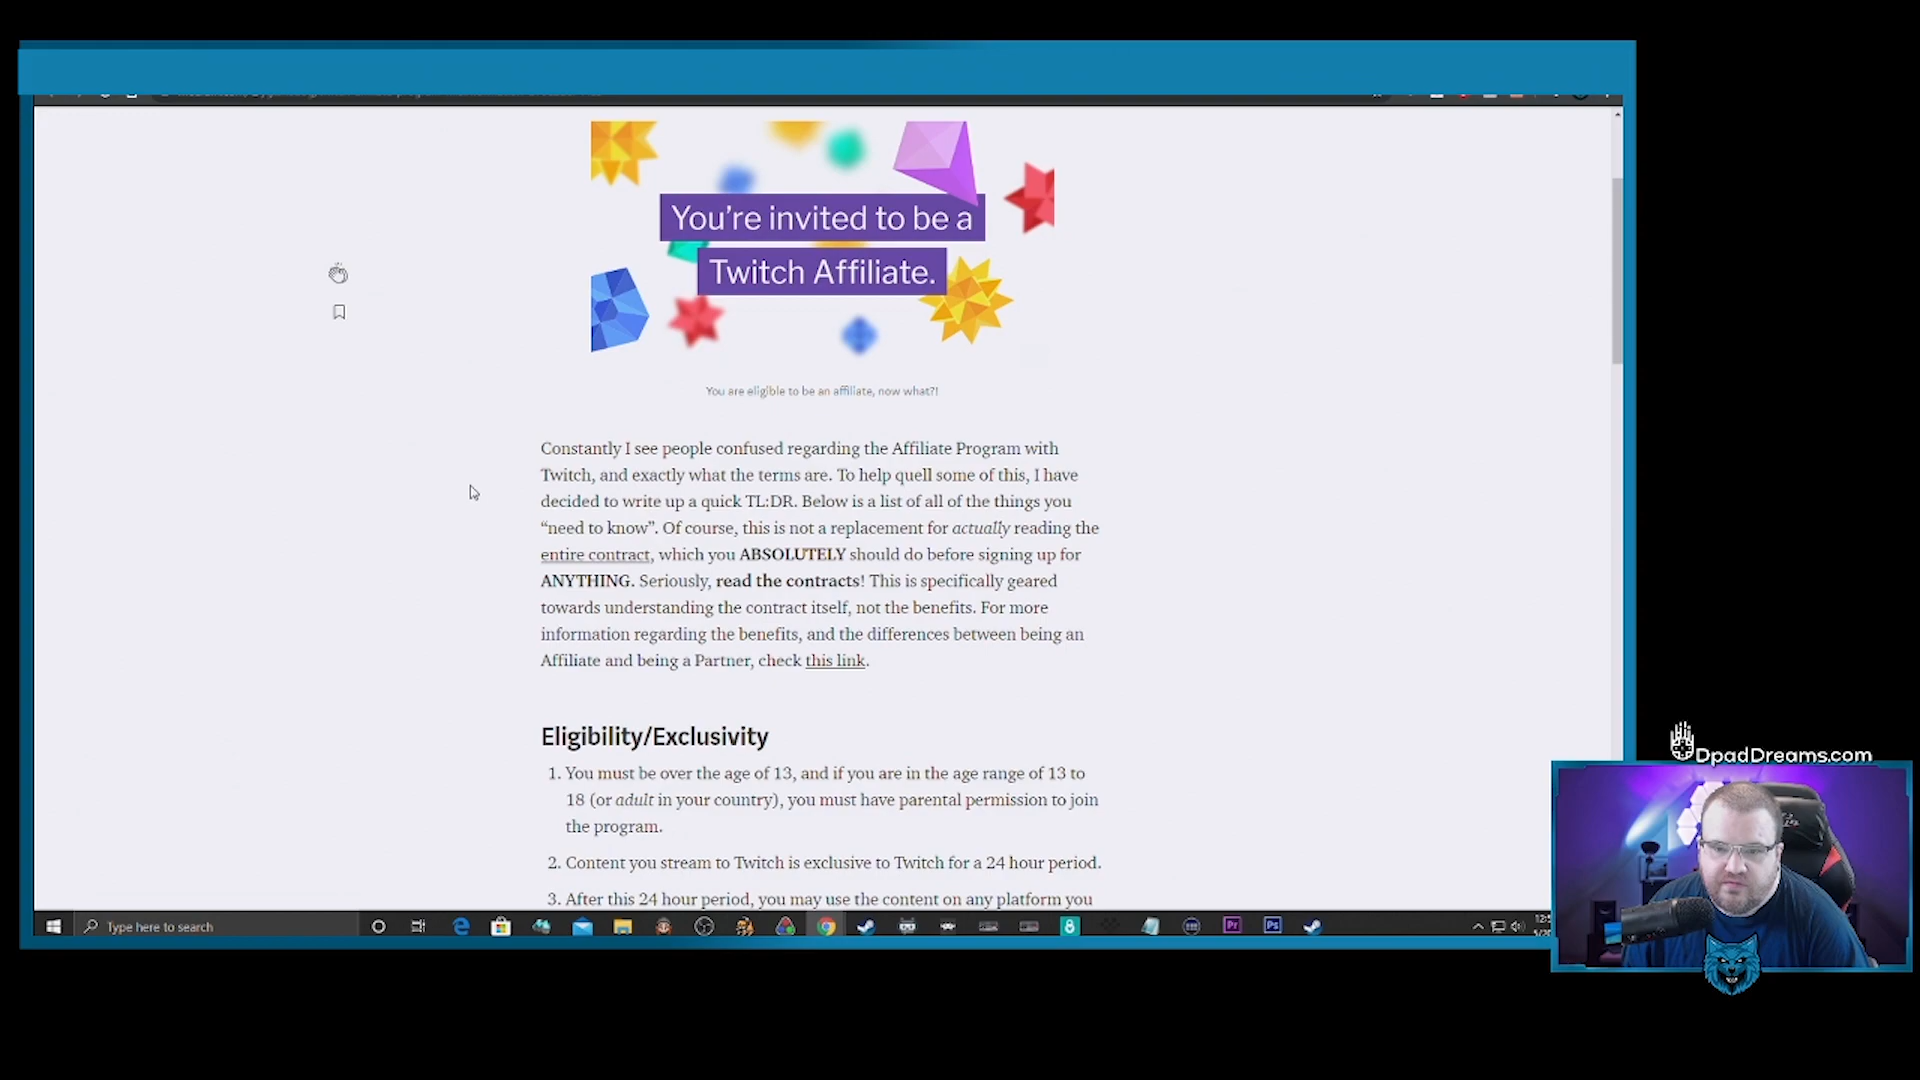 You’re invited to be a
Twitch Affiliate.
You are eligible to be an affiliate, now what?!
Constantly I see people confused regarding the Affiliate Program with
Twitch, and exactly what the terms are. To help quell some of this, I have
decided to write up a quick TL:DR. Below is a list of all of the things you
“need to know”. Of course, this is not a replacement for actually reading the
entire contract, which you ABSOLUTELY should do before signing up for
ANYTHING. Seriously, read the contracts! This is specifically geared
towards understanding the contract itself, not the benefits. For more
information regarding the benefits, and the differences between being an
Affiliate and being a Partner, check this link.
Eligibility/Exclusivity
1. You must be over the age of 13, and if you are in the age range of 13 to
18 (or adult in your country), you must have parental permission to join
the program.
2. Content you stream to Twitch is exclusive to Twitch for a 24 hour period.
3. After this 24 hour period, you may use the content on any platform you
DpadDreams.com
Type here to search
Pr
Ps